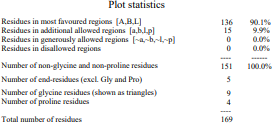 Plot statistics
Residues in most favoured regions [A,B,L] 136 90.1%
Residues in additional allowed regions [a,b,l,p] 15 9.9%
Residues in generously allowed regions [~a,~b,~l,~p] 0 0.0%
Residues in disallowed regions 0 0.0%
---- ------
Number of non-glycine and non-proline residues 151 100.0%
Number of end-residues (excl. Gly and Pro) 5
Number of glycine residues (shown as triangles) 9
Number of proline residues 4
----
Total number of residues 169